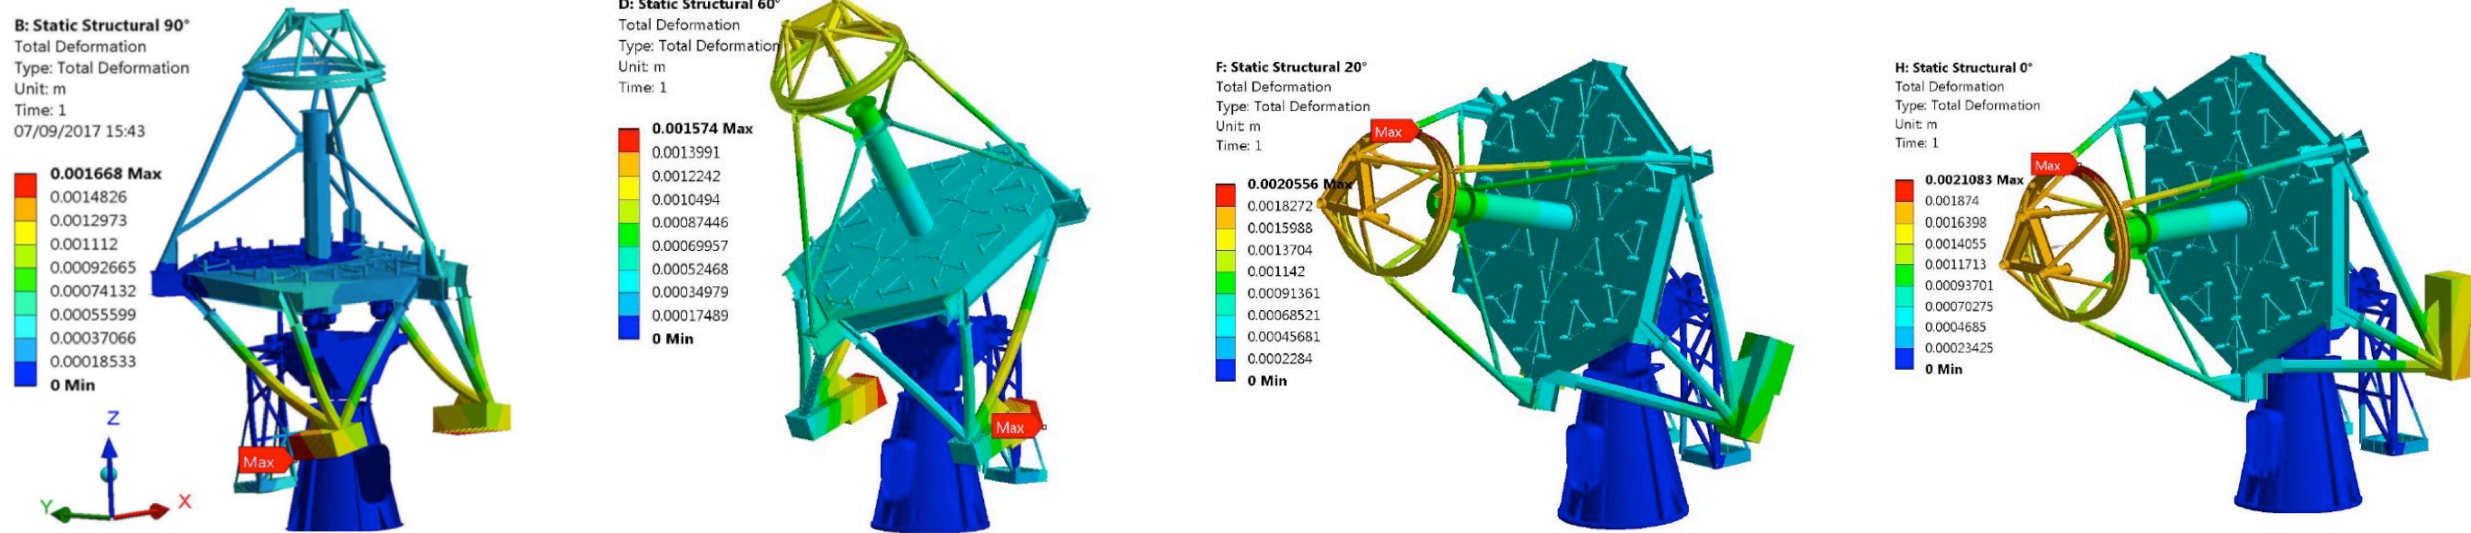 B: Static Structural 90°
Total Deformation
Type: Total Deformation
Unit: m
Time: 1
07/09/2017 15:43
0.001668 Max
0.0014826
0.0012973
0.001112
0.00092665
0.00074132
0.00055599
0.00037066
0.00018533
0 Min
Max
Z
Y
X
D: Static Structural 60°
Total Deformation
Type: Total Deformation
Unit: m
Time: 1
0.001574 Max
0.0013991
0.0012242
0.0010494
0.00087446
0.00069957
0.00052468
0.00034979
0.00017489
0 Min
Max
F: Static Structural 20°
Total Deformation
Type: Total Deformation
Unit: m
Time: 1
Max
0.0020556 Max
0.0018272
0.0015988
0.0013704
0.001142
0.00091361
0.00068521
0.00045681
0.0002284
0 Min
H: Static Structural 0°
Total Deformation
Type: Total Deformation
Unit: m
Time: 1
Max
0.0021083 Max
0.001874
0.0016398
0.0014055
0.0011713
0.00093701
0.00070275
0.0004685
0.00023425
0 Min